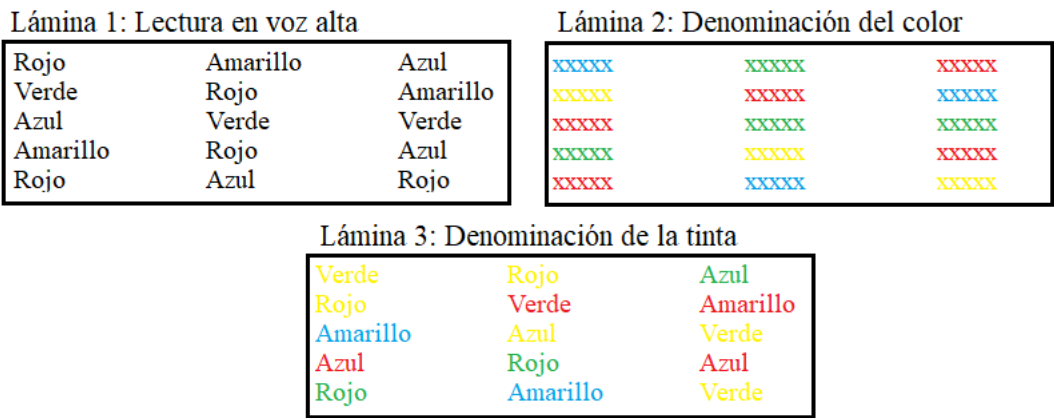 Lámina 1: Lectura en voz alta
Rojo Amarillo Azul
Verde Rojo Amarillo
Azul Verde Verde
Amarillo Rojo Azul
Rojo Azul Rojo
Lámina 2: Denominación del color
xxxxx xxxxx xxxxx
xxxxx xxxxx xxxxx
xxxxx xxxxx xxxxx
xxxxx xxxxx xxxxx
xxxxx xxxxx xxxxx
Lámina 3: Denominación de la tinta
Verde Rojo Azul
Rojo Verde Amarillo
Amarillo Azul Verde
Azul Rojo Azul
Rojo Amarillo Verde